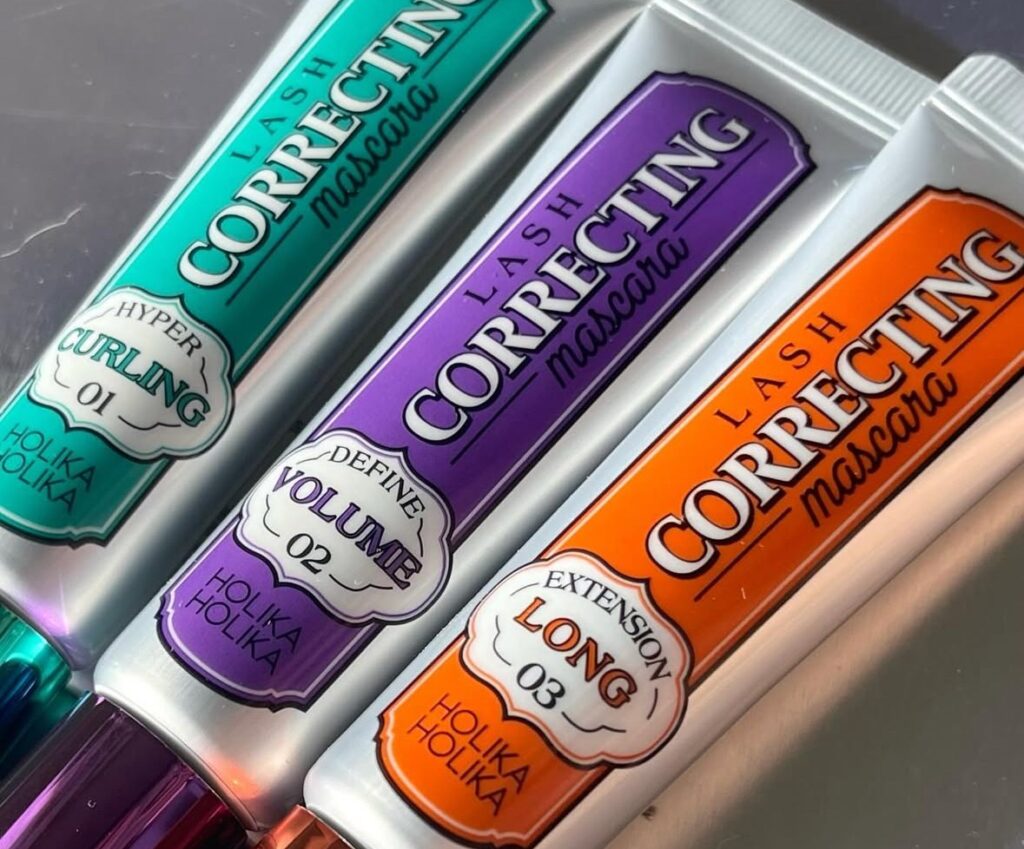 LASH
CORRECTING
mascara
HYPER
CURLING
01
HOLIKA
HOLIKA
LASH
CORRECTING
mascara
DEFINE
VOLUME
02
HOLIKA
HOLIKA
LASH
CORRECTING
mascara
EXTENSION
LONG
03
HOLIKA
HOLIKA